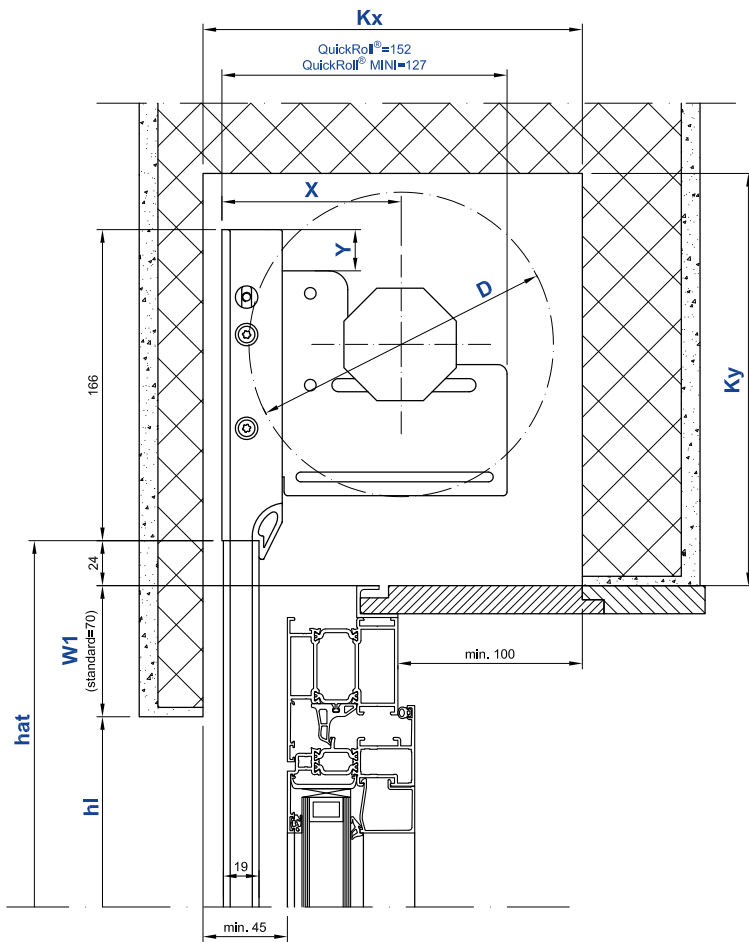 Kx
QuickRoll®=152
QuickRoll® MINI=127
X
Y
D
166
Ky
24
W1
(standard=70)
min. 100
hat
hl
19
min. 45